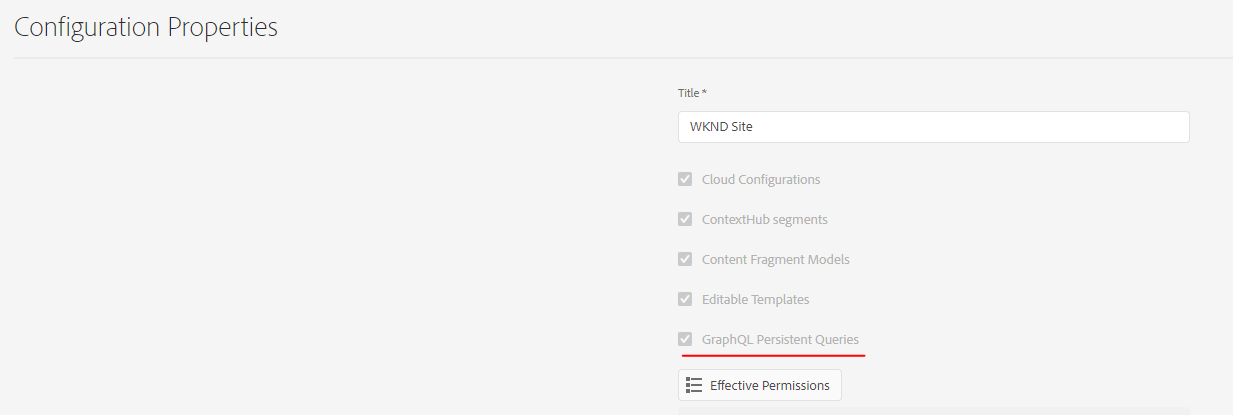 Configuration Properties
Title *
WKND Site
Cloud Configurations
ContextHub segments
Content Fragment Models
Editable Templates
GraphQL Persistent Queries
Effective Permissions